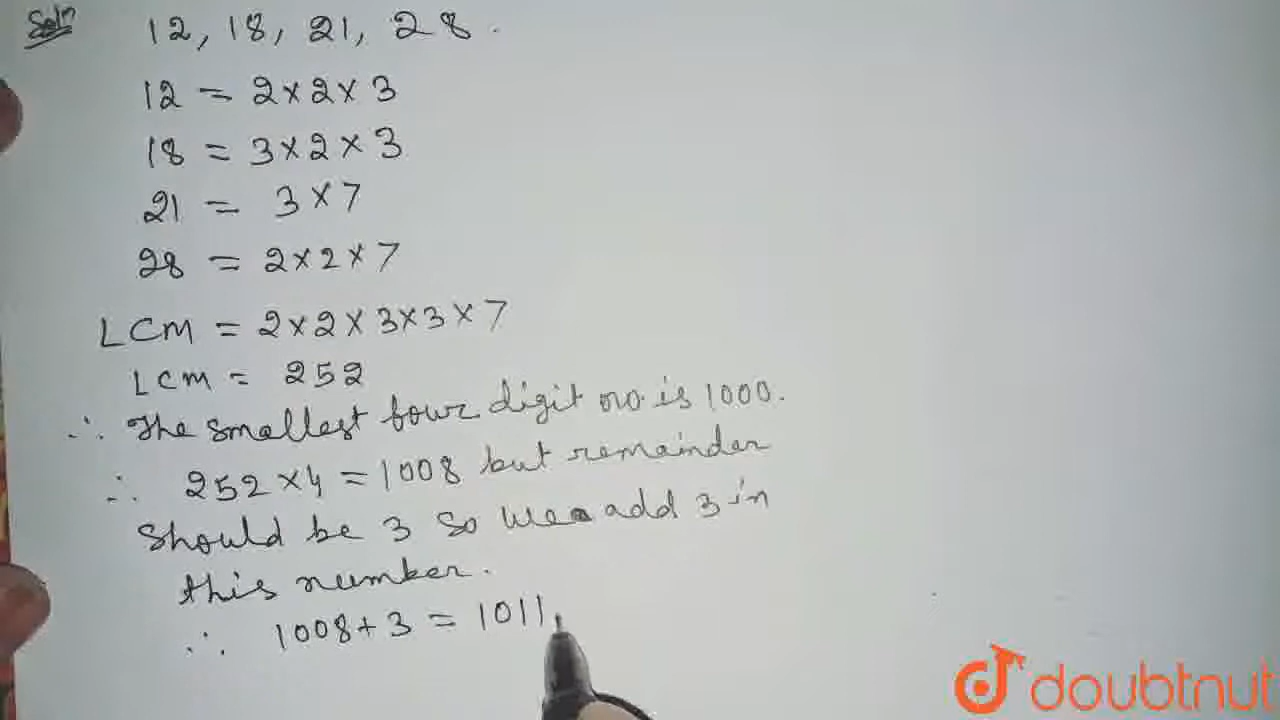 Soln 12, 18, 21, 28.
12 = 2×2×3
18 = 3×2×3
21 = 3×7
28 = 2×2×7
LCM = 2×2×3×3×7
LCM = 252
∴ The smallest four digit no. is 1000.
∴ 252×4 = 1008 but remainder
should be 3 so we add 3 in
this number.
∴ 1008+3 = 1011,
doubtnut